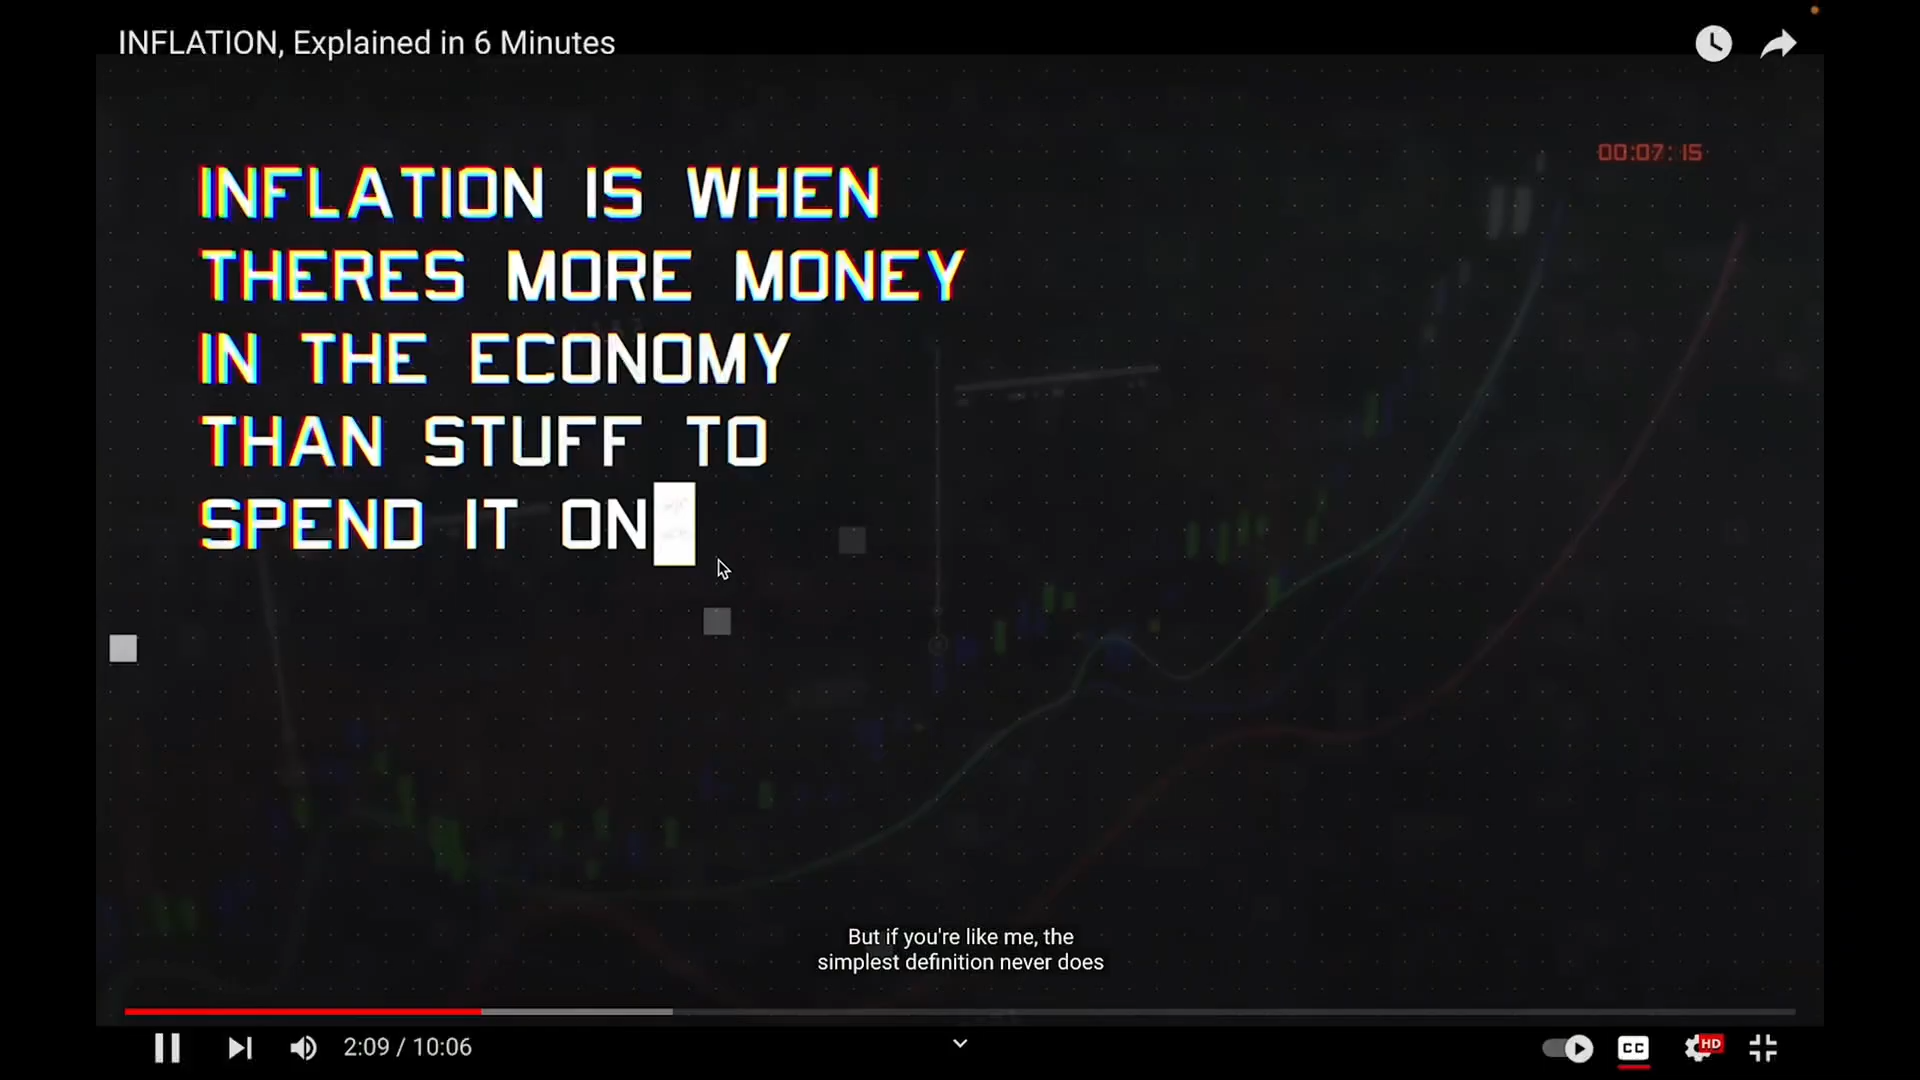 INFLATION, Explained in 6 Minutes
00:07:15
INFLATION IS WHEN
THERES MORE MONEY
IN THE ECONOMY
THAN STUFF TO
SPEND IT ON
But if you're like me, the
simplest definition never does
2:09 / 10:06
CC
HD